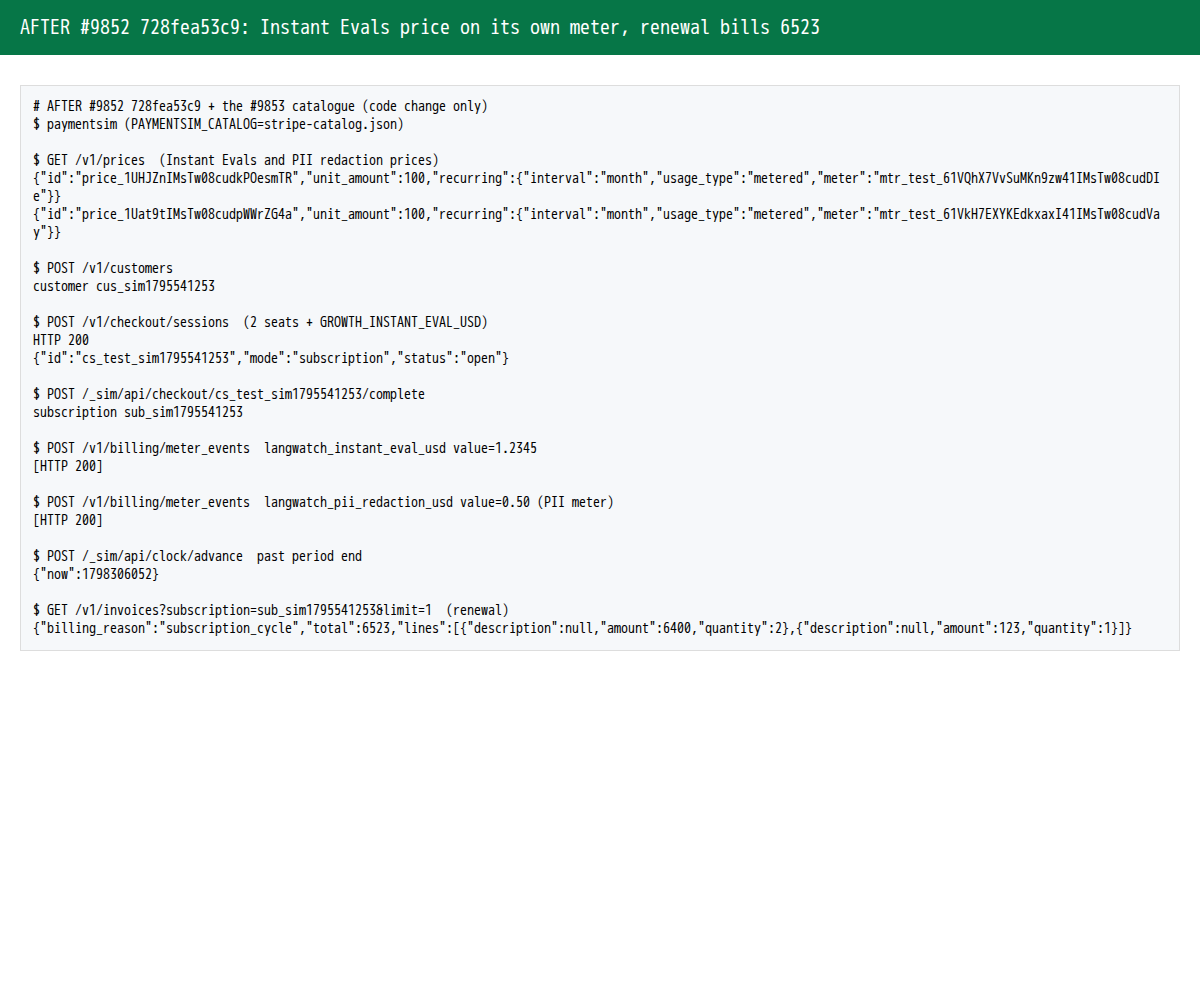 AFTER #9852 728fea53c9: Instant Evals price on its own meter, renewal bills 6523
# AFTER #9852 728fea53c9 + the #9853 catalogue (code change only)
$ paymentsim (PAYMENTSIM_CATALOG=stripe-catalog.json)
$ GET /v1/prices  (Instant Evals and PII redaction prices)
{"id":"price_1UHJZnIMsTw08cudkPOesmTR","unit_amount":100,"recurring":{"interval":"month","usage_type":"metered","meter":"mtr_test_61VQhX7VvSuMKn9zw41IMsTw08cudDI
e"}}
{"id":"price_1Uat9tIMsTw08cudpWWrZG4a","unit_amount":100,"recurring":{"interval":"month","usage_type":"metered","meter":"mtr_test_61VkH7EXYKEdkxaxI41IMsTw08cudVa
y"}}
$ POST /v1/customers
customer cus_sim1795541253
$ POST /v1/checkout/sessions  (2 seats + GROWTH_INSTANT_EVAL_USD)
HTTP 200
{"id":"cs_test_sim1795541253","mode":"subscription","status":"open"}
$ POST /_sim/api/checkout/cs_test_sim1795541253/complete
subscription sub_sim1795541253
$ POST /v1/billing/meter_events  langwatch_instant_eval_usd value=1.2345
[HTTP 200]
$ POST /v1/billing/meter_events  langwatch_pii_redaction_usd value=0.50 (PII meter)
[HTTP 200]
$ POST /_sim/api/clock/advance  past period end
{"now":1798306052}
$ GET /v1/invoices?subscription=sub_sim1795541253&limit=1  (renewal)
{"billing_reason":"subscription_cycle","total":6523,"lines":[{"description":null,"amount":6400,"quantity":2},{"description":null,"amount":123,"quantity":1}]}